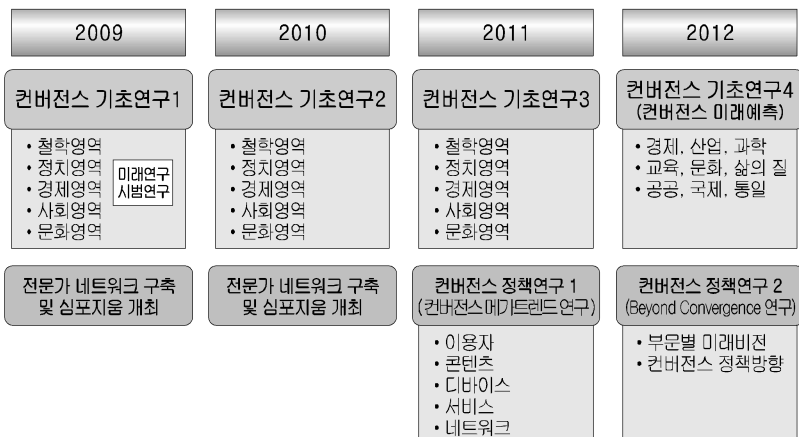 2009
컨버전스 기초연구1
• 철학영역
• 정치영역
• 경제영역
• 사회영역
• 문화영역
미래연구
시범연구
전문가 네트워크 구축
및 심포지움 개최
2010
컨버전스 기초연구2
• 철학영역
• 정치영역
• 경제영역
• 사회영역
• 문화영역
전문가 네트워크 구축
및 심포지움 개최
2011
컨버전스 기초연구3
• 철학영역
• 정치영역
• 경제영역
• 사회영역
• 문화영역
컨버전스 정책연구 1
(컨버전스 메가트렌드 연구)
• 이용자
• 콘텐츠
• 디바이스
• 서비스
• 네트워크
2012
컨버전스 기초연구4
(컨버전스 미래예측)
• 경제, 산업, 과학
• 교육, 문화, 삶의 질
• 공공, 국제, 통일
컨버전스 정책연구 2
(Beyond Convergence 연구)
• 부문별 미래비전
• 컨버전스 정책방향